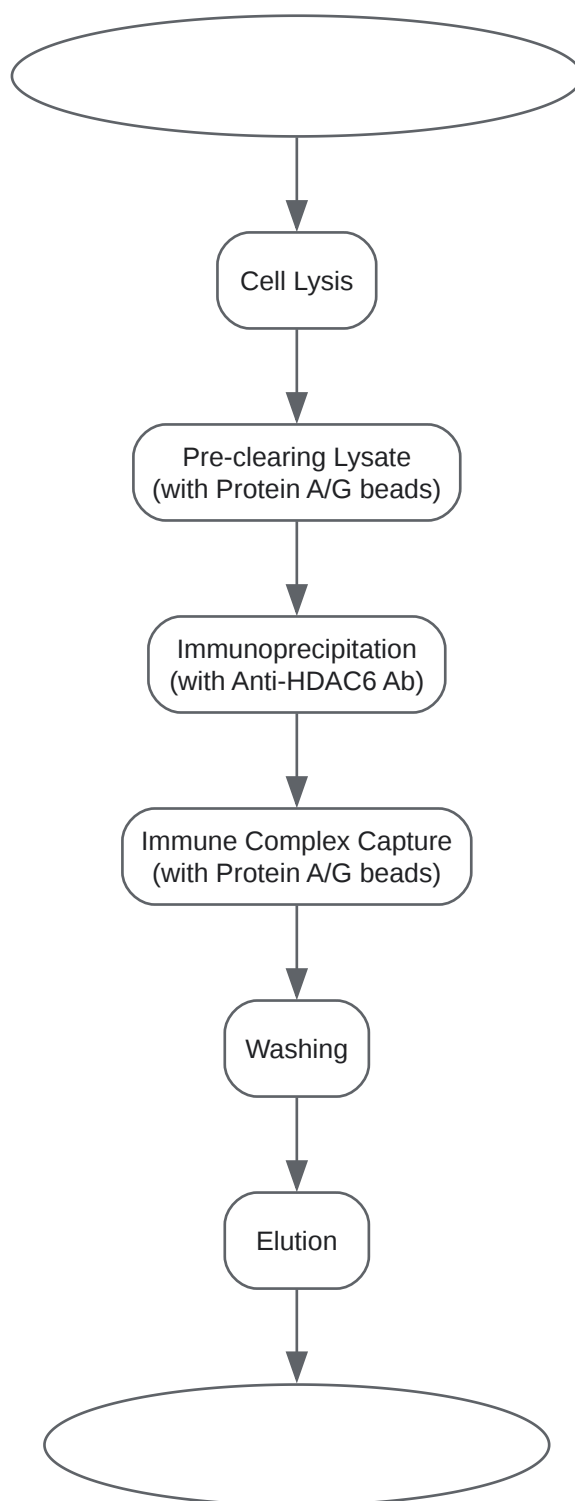 Cell Lysis
Pre-clearing Lysate
(with Protein A/G beads)
Immunoprecipitation
(with Anti-HDAC6 Ab)
Immune Complex Capture
(with Protein A/G beads)
Washing
Elution